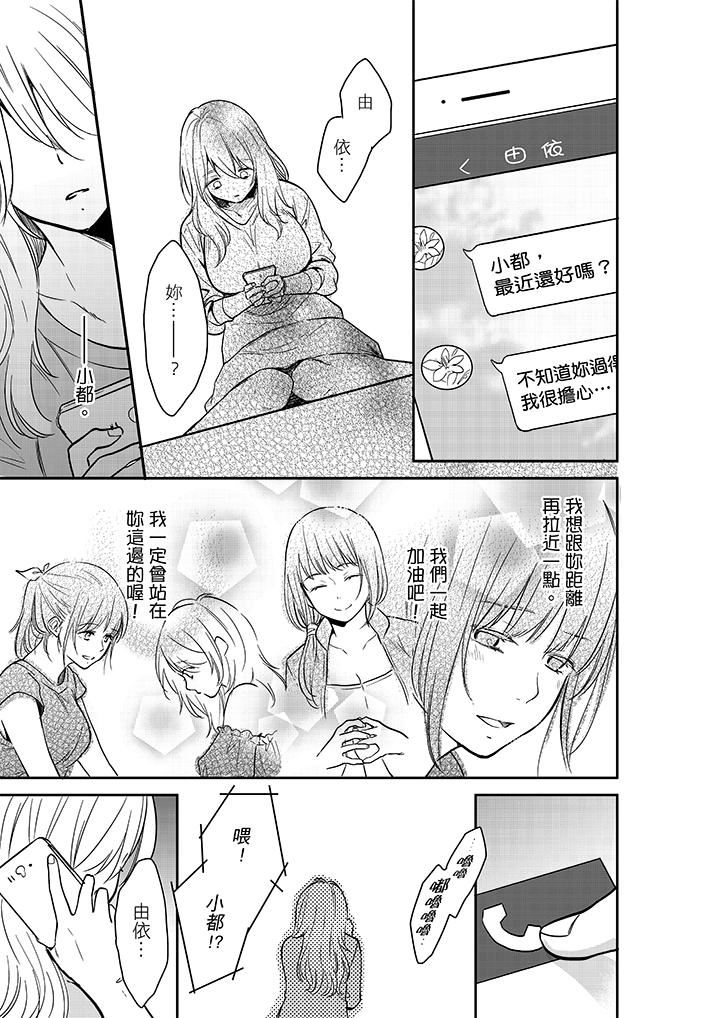 由依
小都，
最近還好嗎？
不知道妳過得
我很擔心…
由
依…
妳…——？
——小都。
我想跟妳距離
再拉近一點。
我們一起
加油吧！
我一定會站在
妳這邊的喔！
嚕嚕
嘟嚕嚕嚕…
喂！
小都!?
由依…